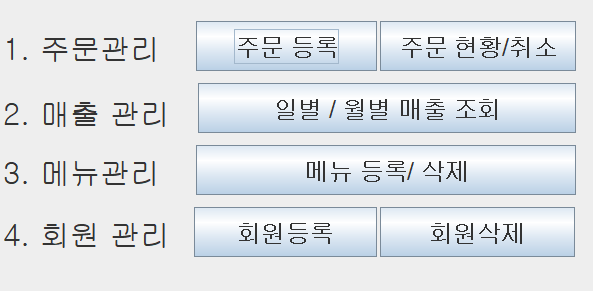 1. 주문관리 주문 등록 주문 현황/취소
2. 매출 관리 일별 / 월별 매출 조회
3. 메뉴관리 메뉴 등록/ 삭제
4. 회원 관리 회원등록 회원삭제